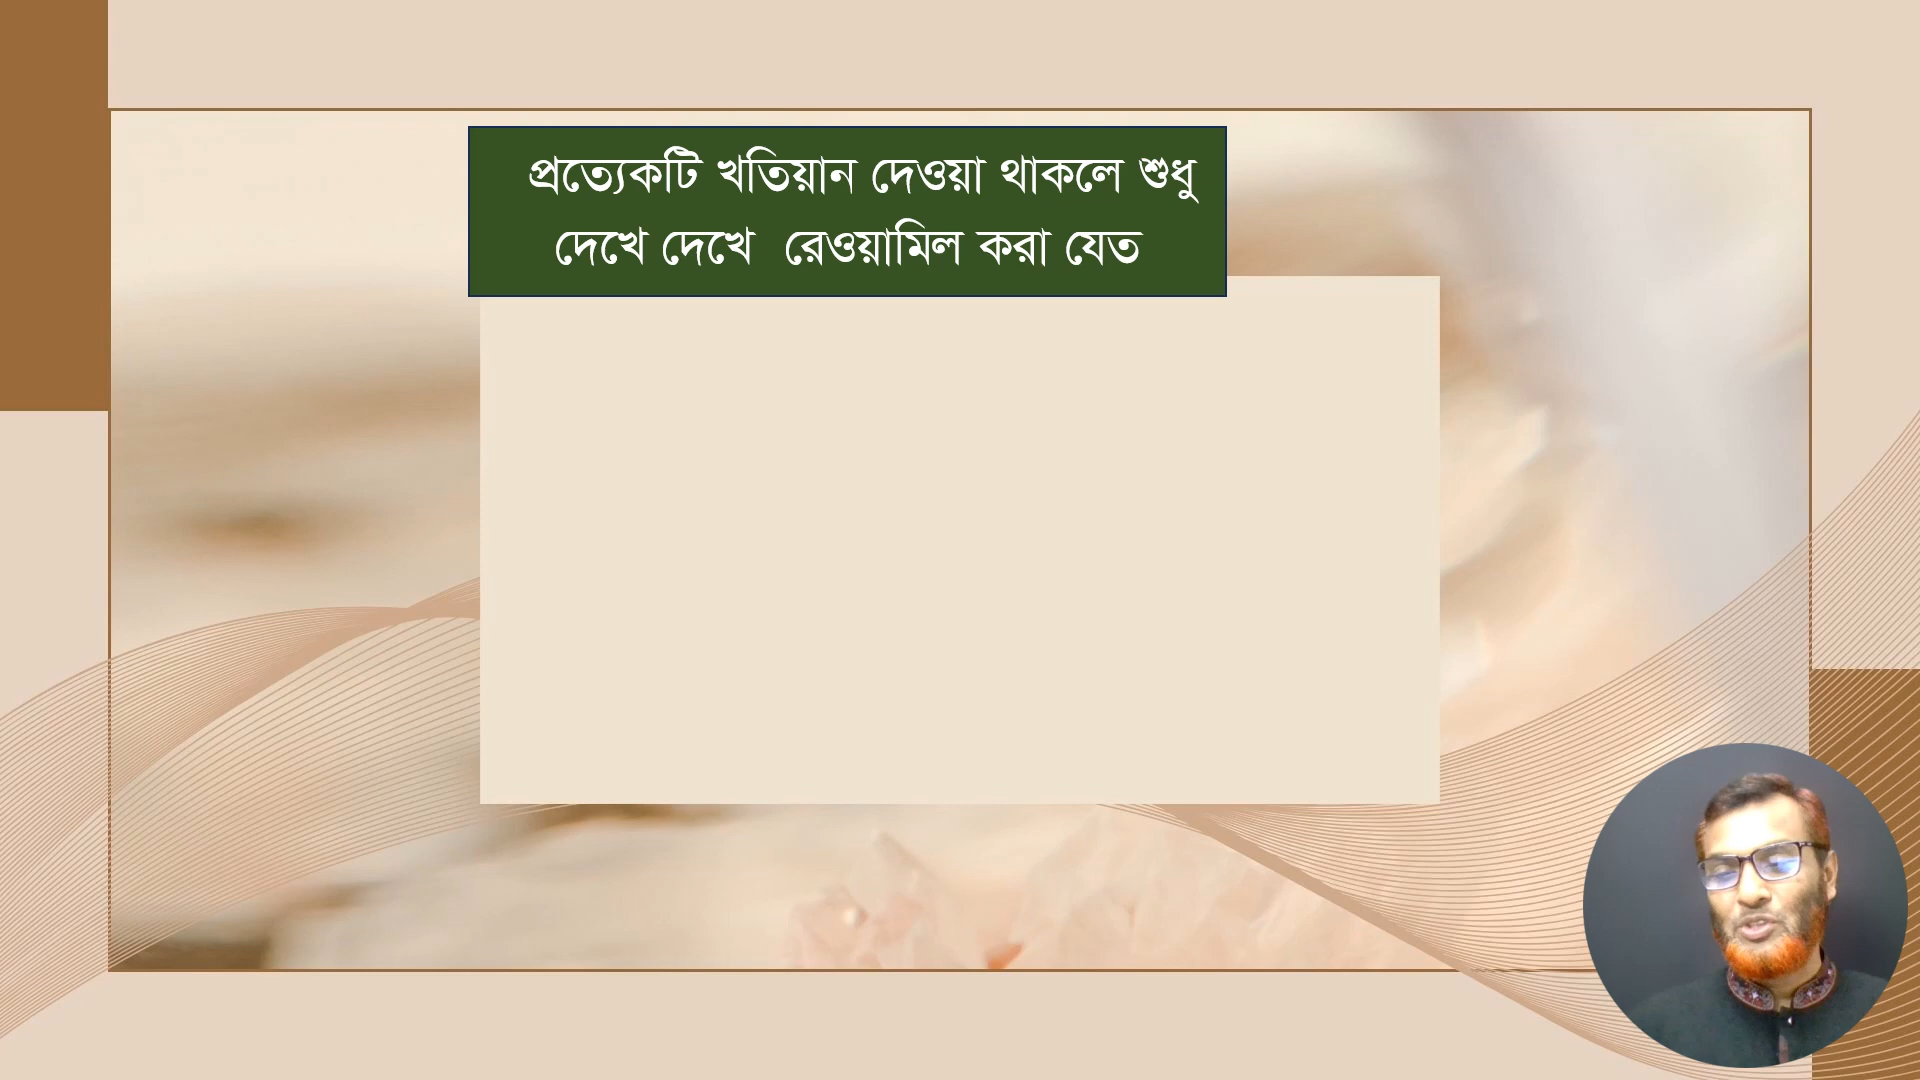 প্রত্যেকটি খতিয়ান দেওয়া থাকলে শুধু
দেখে দেখে রেওয়ামিল করা যেত